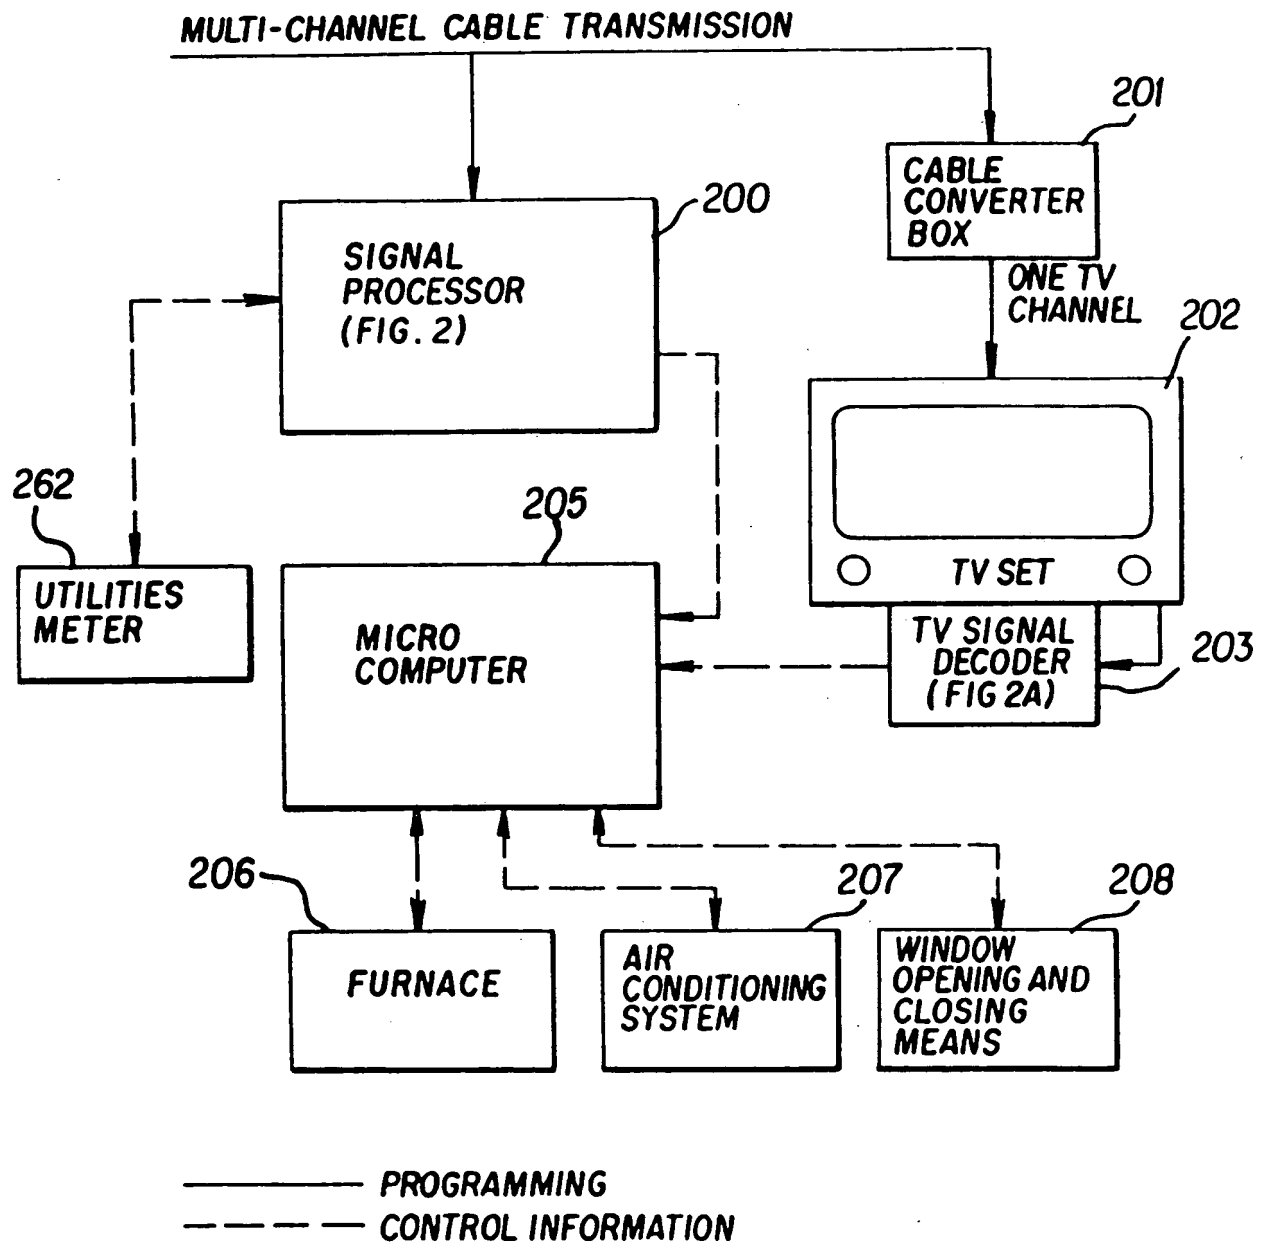 MULTI-CHANNEL CABLE TRANSMISSION
201
CABLE
CONVERTER
BOX
200
SIGNAL
PROCESSOR
(FIG. 2)
ONE TV
CHANNEL
202
262
205
UTILITIES
METER
TV SET
MICRO
COMPUTER
TV SIGNAL
DECODER
(FIG 2A)
203
206
207
208
FURNACE
AIR
CONDITIONING
SYSTEM
WINDOW
OPENING AND
CLOSING
MEANS
PROGRAMMING
CONTROL INFORMATION